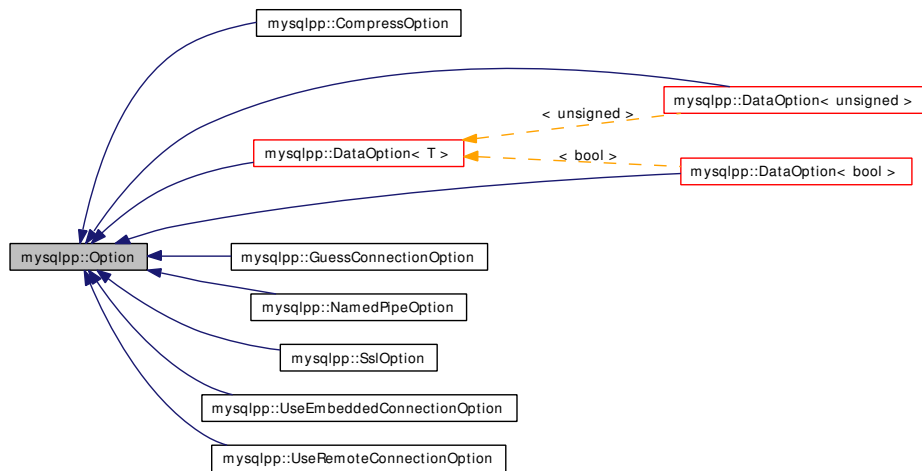 mysqlpp::CompressOption
mysqlpp::DataOption< unsigned >
< unsigned >
mysqlpp::DataOption< T >
< bool >
mysqlpp::DataOption< bool >
mysqlpp::Option
mysqlpp::GuessConnectionOption
mysqlpp::NamedPipeOption
mysqlpp::SslOption
mysqlpp::UseEmbeddedConnectionOption
mysqlpp::UseRemoteConnectionOption